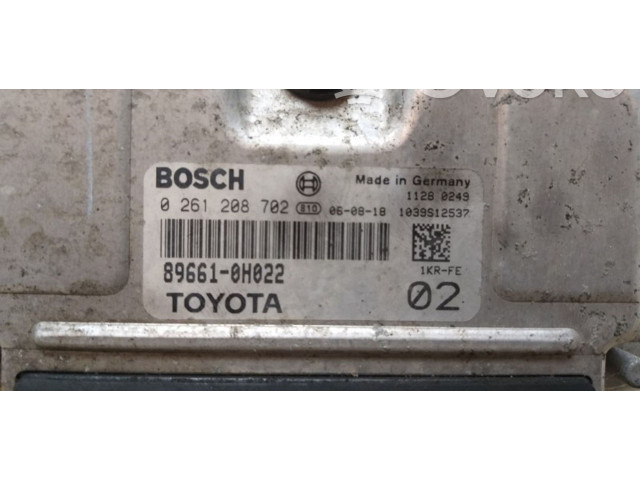 BOSCH
Made in Germany
1128 0249
0 261 208 702 e10 06-08-18 1039S12537
89661-0H022
1KR-FE
TOYOTA
02